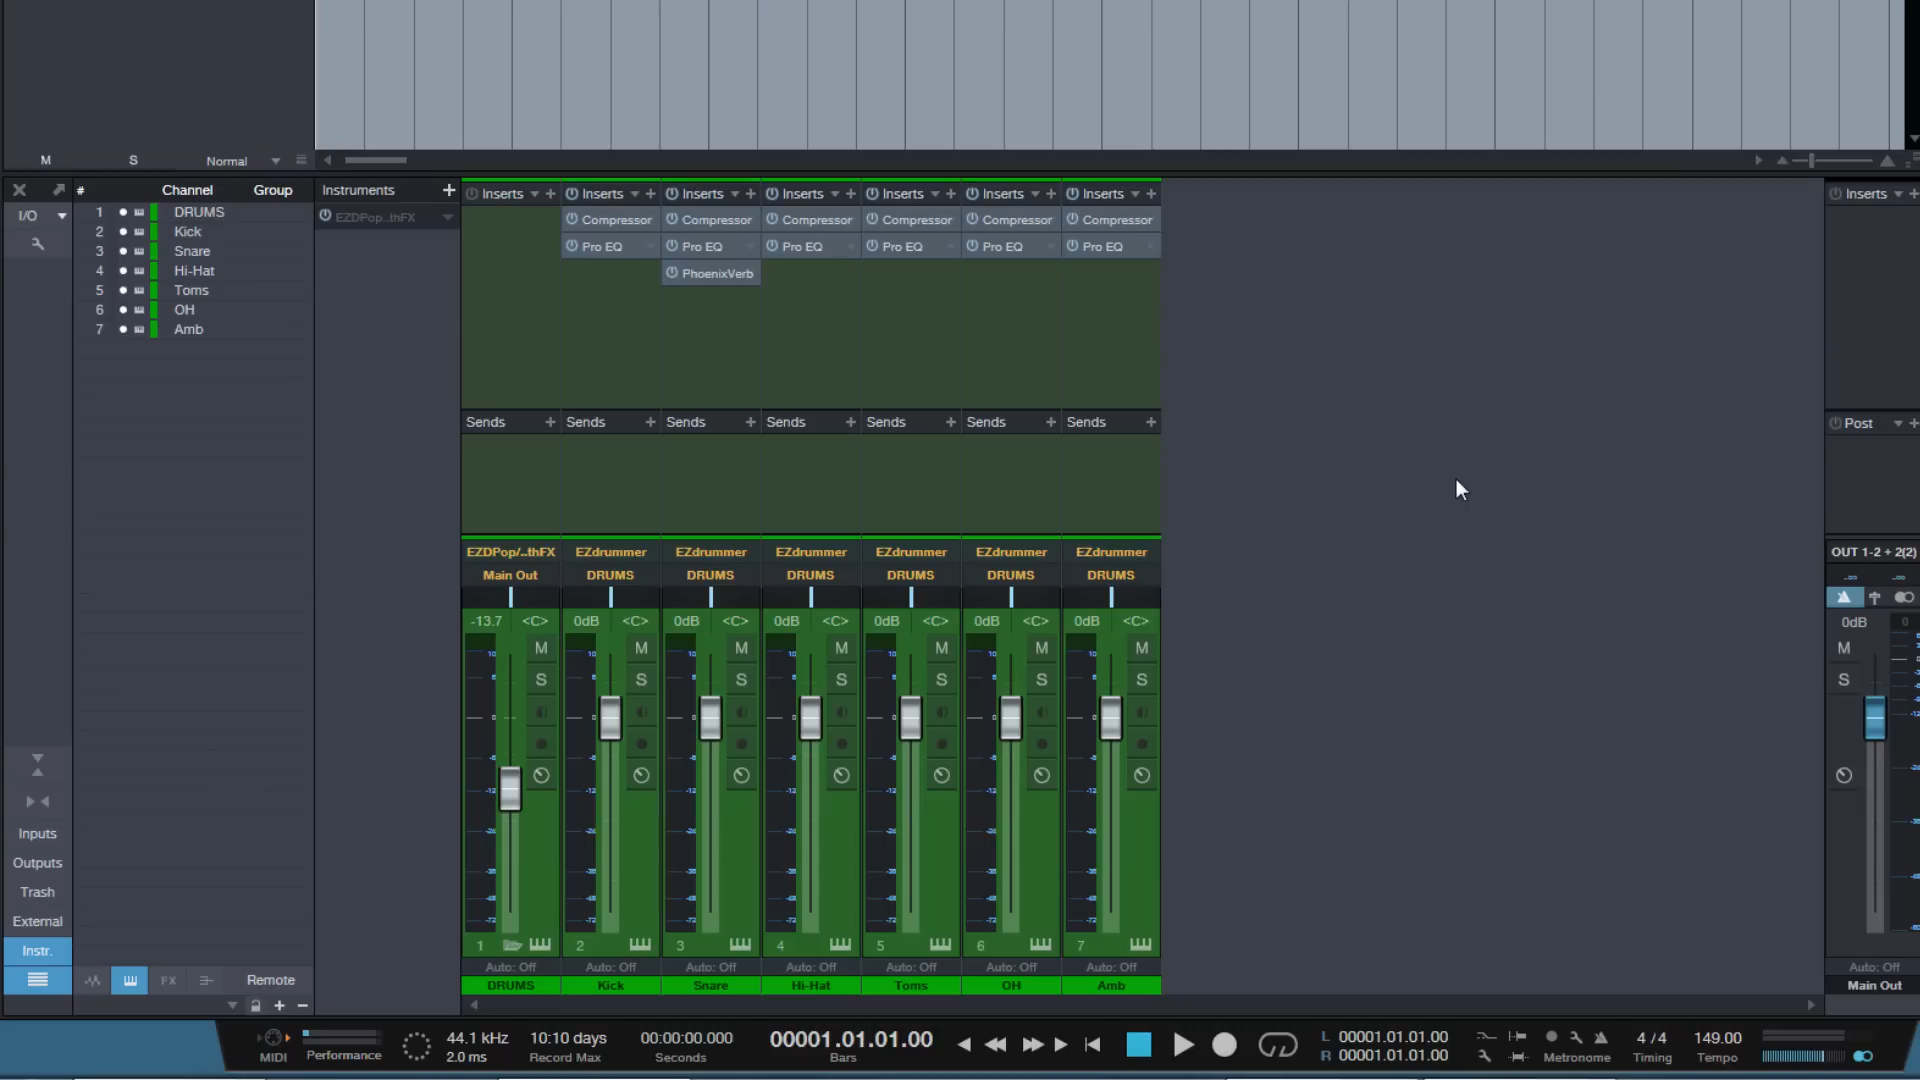 M S Normal
# Channel Group
I/O
1 DRUMS
2 Kick
3 Snare
4 Hi-Hat
5 Toms
6 OH
7 Amb
Instruments
EZDPop..thFX
Inserts Inserts Inserts Inserts Inserts Inserts Inserts Inserts
Compressor Compressor Compressor Compressor Compressor Compressor
Pro EQ Pro EQ Pro EQ Pro EQ Pro EQ Pro EQ
PhoenixVerb
Sends Sends Sends Sends Sends Sends Sends Post
EZDPop/..thFX EZdrummer EZdrummer EZdrummer EZdrummer EZdrummer EZdrummer OUT 1-2 + 2(2)
Main Out DRUMS DRUMS DRUMS DRUMS DRUMS DRUMS
-13.7 <C> 0dB <C> 0dB <C> 0dB <C> 0dB <C> 0dB <C> 0dB <C> 0dB
M M M M M M M M
S S S S S S S S
Inputs
Outputs
Trash
External
Instr.
1 2 3 4 5 6 7
Auto: Off Auto: Off Auto: Off Auto: Off Auto: Off Auto: Off Auto: Off Auto: Off
FX Remote
DRUMS Kick Snare Hi-Hat Toms OH Amb Main Out
MIDI
Performance
44.1 kHz
2.0 ms
10:10 days
Record Max
00:00:00.000
Seconds
00001.01.01.00
Bars
L 00001.01.01.00
R 00001.01.01.00
Metronome
4 / 4
Timing
149.00
Tempo